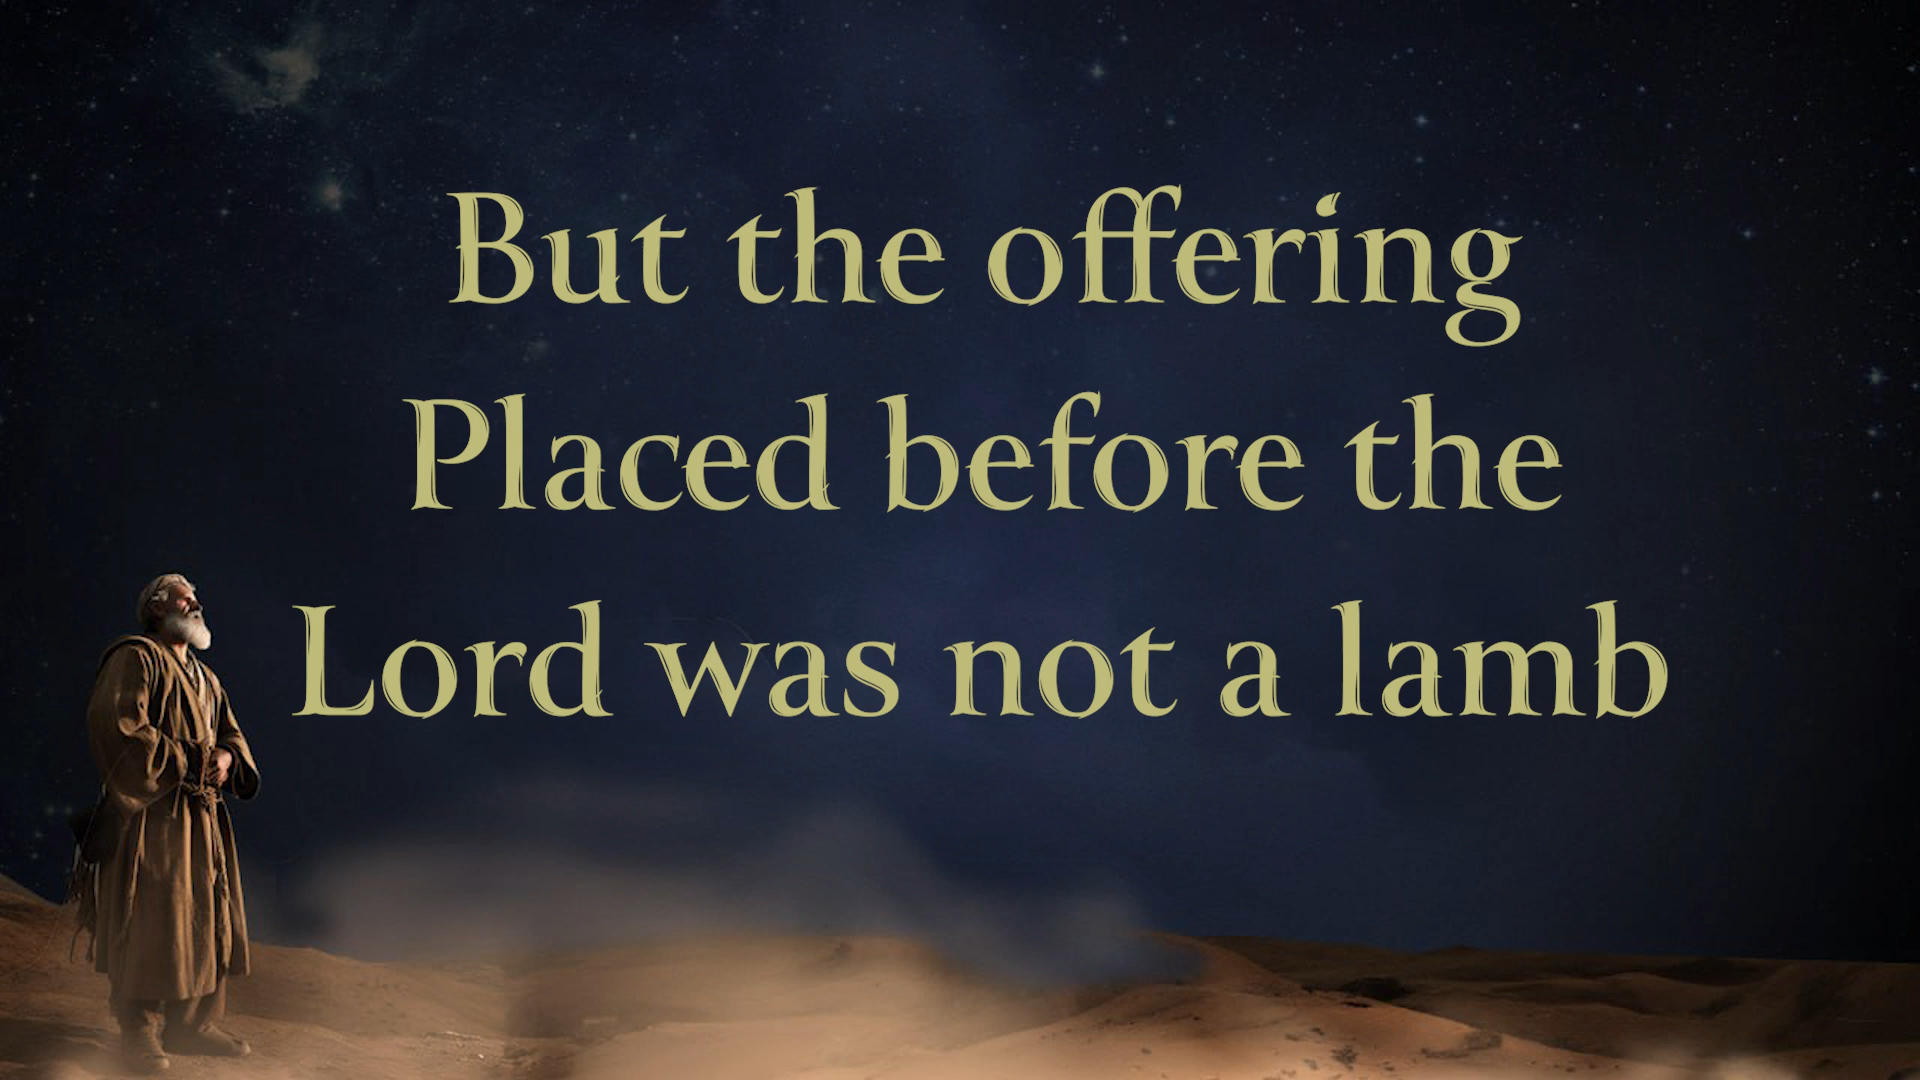 But the offering
Placed before the
Lord was not a lamb